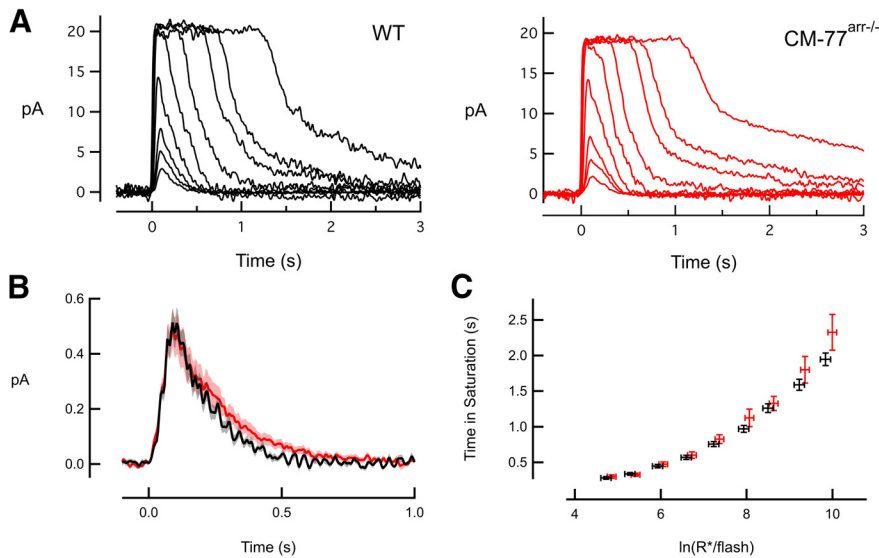 A
WT
CM-77arr-/-
20
15
10
5
0
pA
0
1
2
3
Time (s)
20
15
10
5
0
pA
0
1
2
3
Time (s)
B
0.6
0.4
0.2
0.0
pA
0.0
0.5
1.0
Time (s)
C
2.5
2.0
1.5
1.0
0.5
Time in Saturation (s)
4
6
8
10
ln(R*/flash)